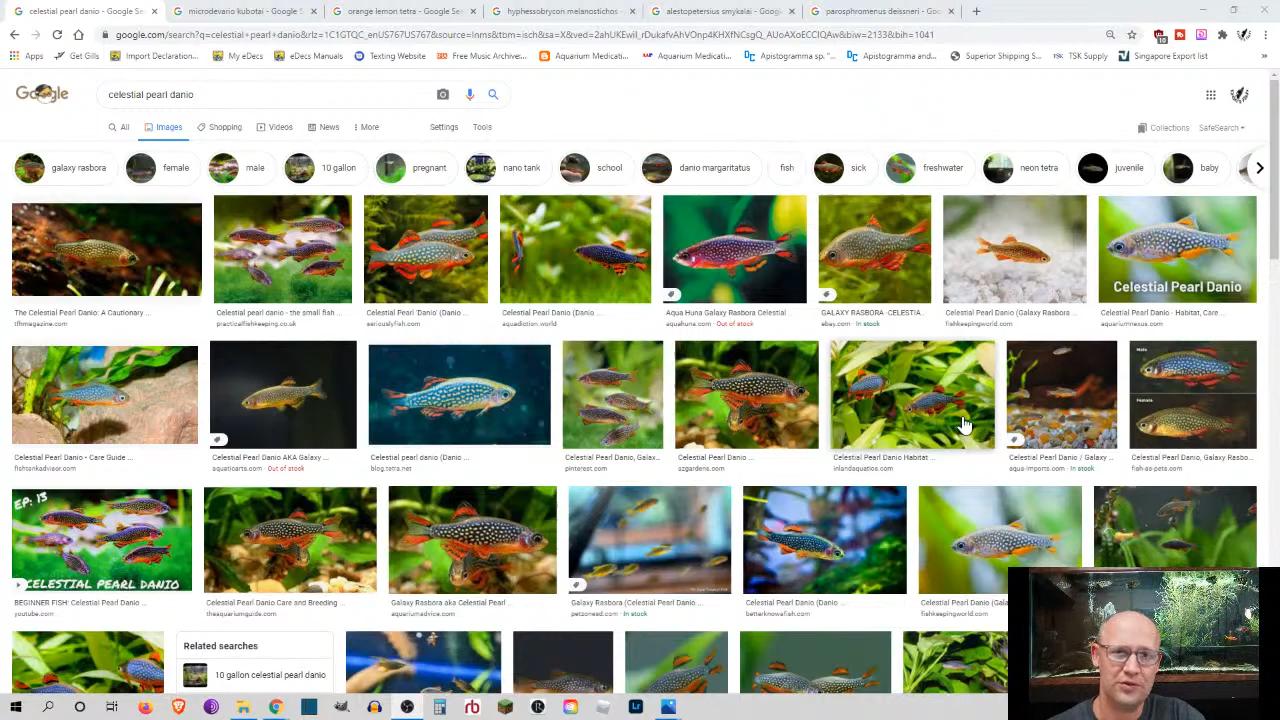 celestial pearl danio - Google Se
microdevario kubotai - Google S
orange lemon tetra - Google Se
hyphessobrycon melanostichos -
alestopetersius smykalai - Goog
parosphromenus deissneri - Goo
google.com/search?q=celestial+pearl+danio&rlz=1C1GTQC_enUS767US767&source=lnms&tbm=isch&sa=X&ved=
&biw=2133&bih=1041
Apps
Get Gills
My eDecs
eDecs Manuals
Texting Website
Free Music Archive:...
Aquarium Medicati...
Aquarium Medicatio...
Apistogramma sp. "...
Apistogramma and...
Superior Shipping S...
TSK Supply
Singapore Export list
Google
celestial pearl danio
All
Images
Shopping
Videos
News
More
Settings
Tools
Collections
SafeSearch
galaxy rasbora
female
male
10 gallon
pregnant
nano tank
school
danio margaritatus
fish
sick
freshwater
neon tetra
juvenile
baby
Celestial Pearl Danio
The Celestial Pearl Danio: A Cautionary ...
tfhmagazine.com
Celestial pearl danio - the small fish ...
practicalfishkeeping.co.uk
Celestial Pearl 'Danio' (Danio ...
seriouslyfish.com
Celestial Pearl Danio (Danio ...
aquadiction.world
Aqua Huna Galaxy Rasbora Celestial ...
aquahuna.com · Out of stock
GALAXY RASBORA -CELESTIA...
ebay.com · In stock
Celestial Pearl Danio (Galaxy Rasbora ...
fishkeepingworld.com
Celestial Pearl Danio - Habitat, Care...
aquariumnexus.com
Male
Female
Celestial Pearl Danio - Care Guide ...
fishtankadvisor.com
Celestial Pearl Danio AKA Galaxy ...
aquaticarts.com · Out of stock
Celestial pearl danio (Danio ...
blog.tetra.net
Celestial Pearl Danio, Galax...
pinterest.com
Celestial Pearl Danio ...
azgardens.com
Celestial Pearl Danio Habitat ...
inlandaquatics.com
Celestial Pearl Danio / Galaxy ...
aqua-imports.com · In stock
Celestial Pearl Danio, Galaxy Rasbo...
fish-as-pets.com
EP: 13
CELESTIAL PEARL DANIO
BEGINNER FISH: Celestial Pearl Danio ...
youtube.com
Celestial Pearl Danio Care and Breeding ...
theaquariumguide.com
Galaxy Rasbora aka Celestial Pearl ...
aquariumadvice.com
Galaxy Rasbora (Celestial Pearl Danio ...
petzonesd.com · In stock
Celestial Pearl Danio (Danio ...
betterknowafish.com
Celestial Pearl Danio (Gala
fishkeepingworld.com
Related searches
10 gallon celestial pearl danio